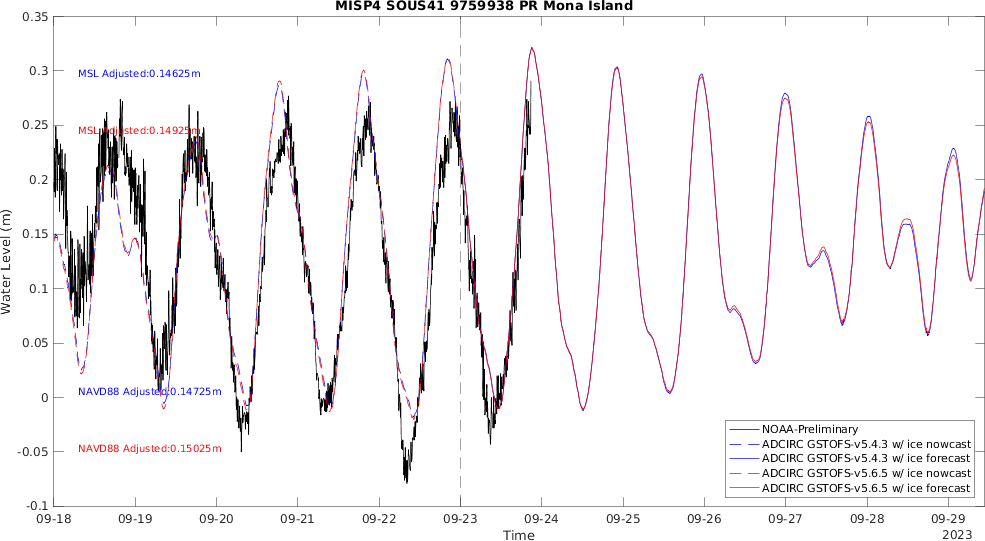 MISP4 SOUS41 9759938 PR Mona Island
0.35
0.3
0.25
0.2
0.15
0.1
0.05
0
-0.05
-0.1
Water Level (m)
MSL Adjusted:0.14625m
MSL Adjusted:0.14925m
NAVD88 Adjusted:0.14725m
NAVD88 Adjusted:0.15025m
NOAA-Preliminary
ADCIRC GSTOFS-v5.4.3 w/ ice nowcast
ADCIRC GSTOFS-v5.4.3 w/ ice forecast
ADCIRC GSTOFS-v5.6.5 w/ ice nowcast
ADCIRC GSTOFS-v5.6.5 w/ ice forecast
09-18 09-19 09-20 09-21 09-22 09-23 09-24 09-25 09-26 09-27 09-28 09-29
Time
2023